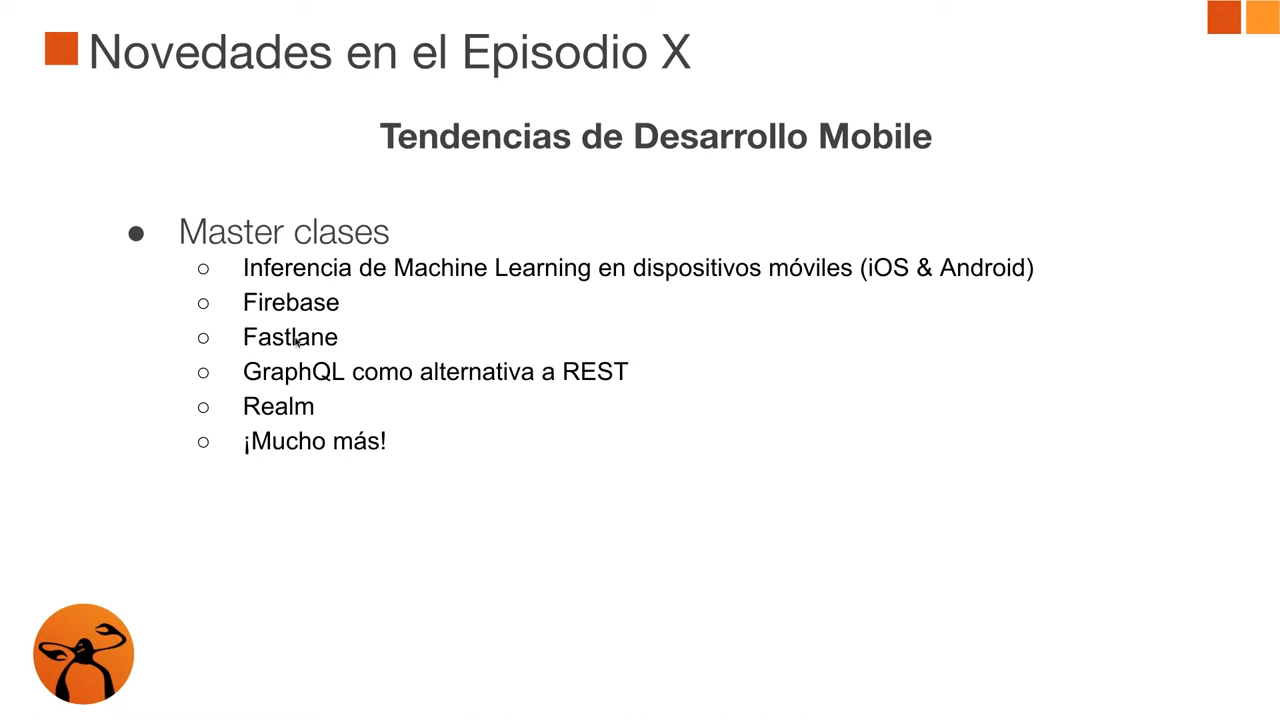 Novedades en el Episodio X
Tendencias de Desarrollo Mobile
● Master clases
○ Inferencia de Machine Learning en dispositivos móviles (iOS & Android)
○ Firebase
○ Fastlane
○ GraphQL como alternativa a REST
○ Realm
○ ¡Mucho más!